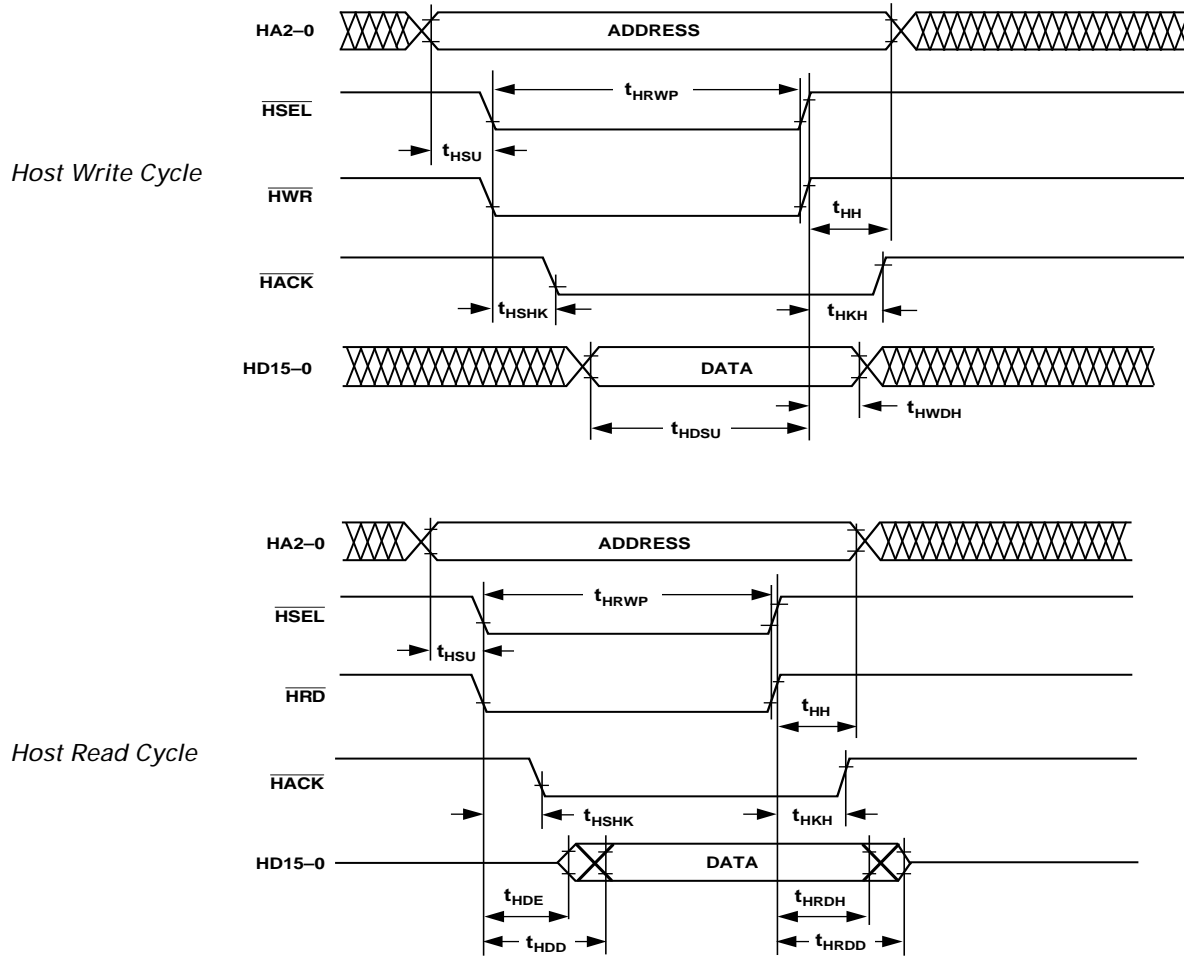 HA2–0
ADDRESS
HSEL
tHRWP
tHSU
Host Write Cycle
HWR
tHH
HACK
tHSHK
tHKH
HD15–0
DATA
tHWDH
tHDSU
HA2–0
ADDRESS
HSEL
tHRWP
tHSU
HRD
tHH
Host Read Cycle
HACK
tHSHK
tHKH
HD15–0
DATA
tHDE
tHRDH
tHDD
tHRDD